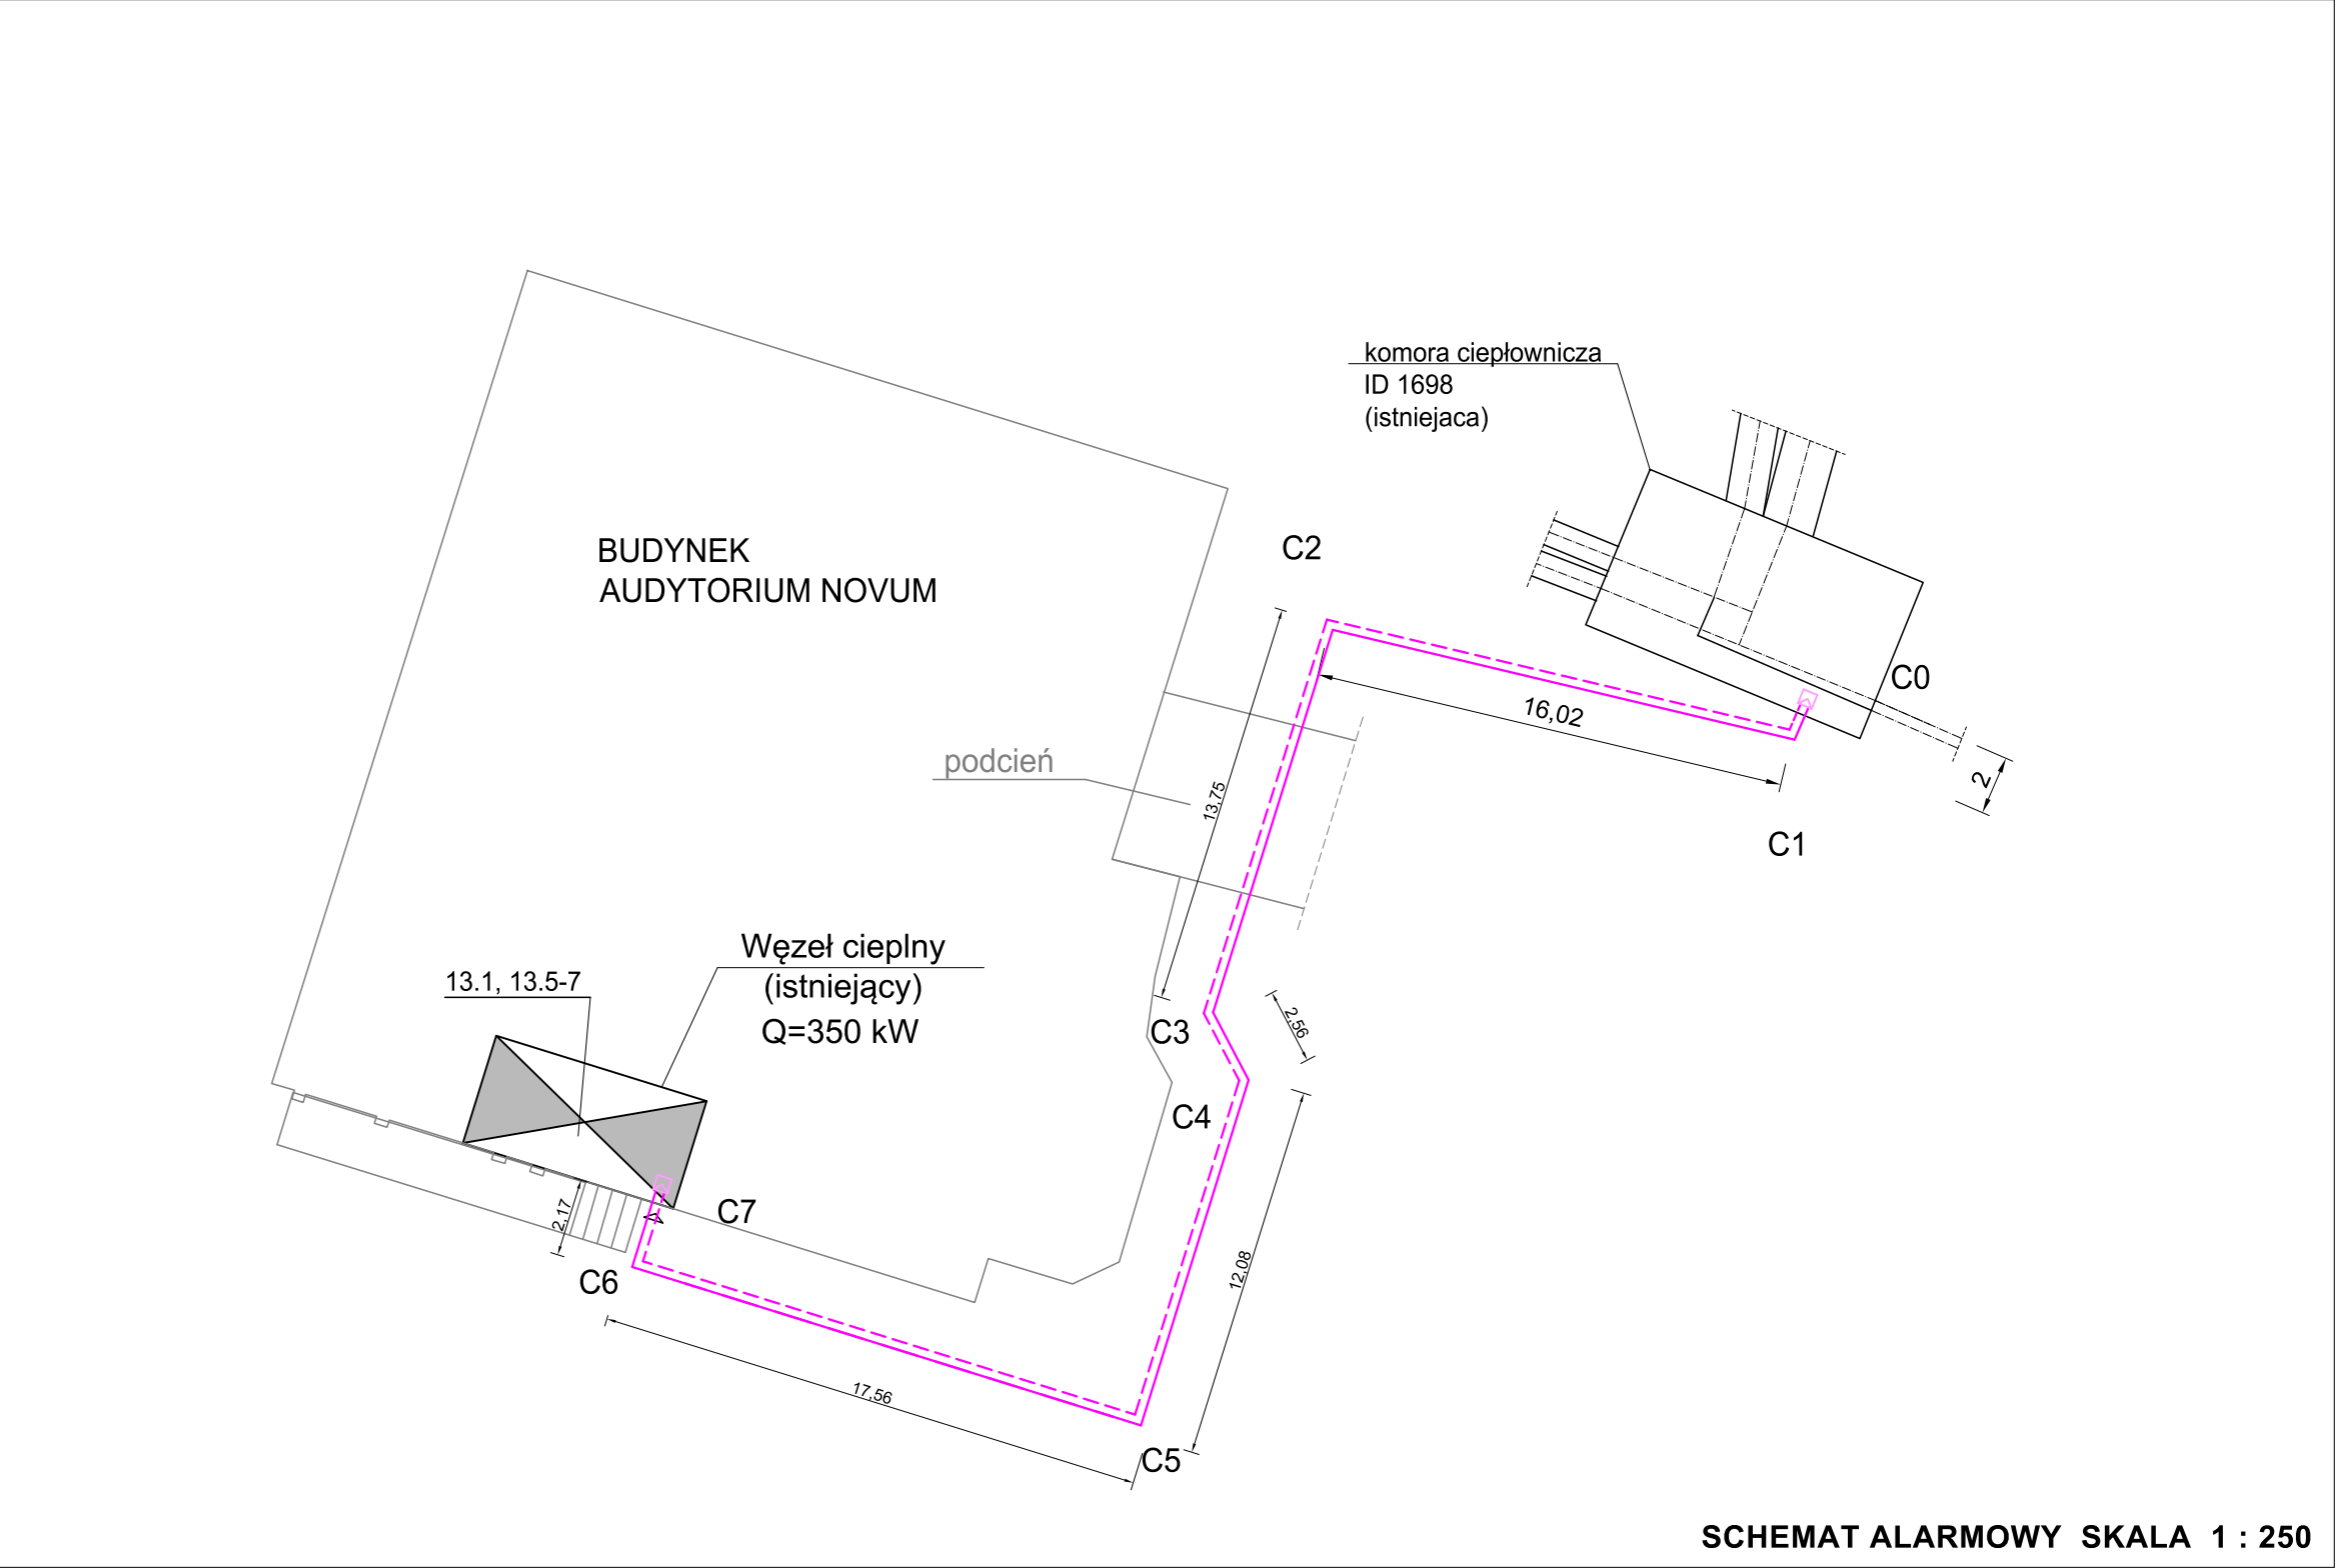 komora ciepłownicza
ID 1698
(istniejaca)
BUDYNEK
AUDYTORIUM NOVUM
C2
C0
16,02
podcień
13,75
2
C1
Węzeł cieplny
(istniejący)
Q=350 kW
13.1, 13.5-7
C3
2,56
C4
C7
2,17
C6
12,08
17,56
C5
SCHEMAT ALARMOWY SKALA 1 : 250